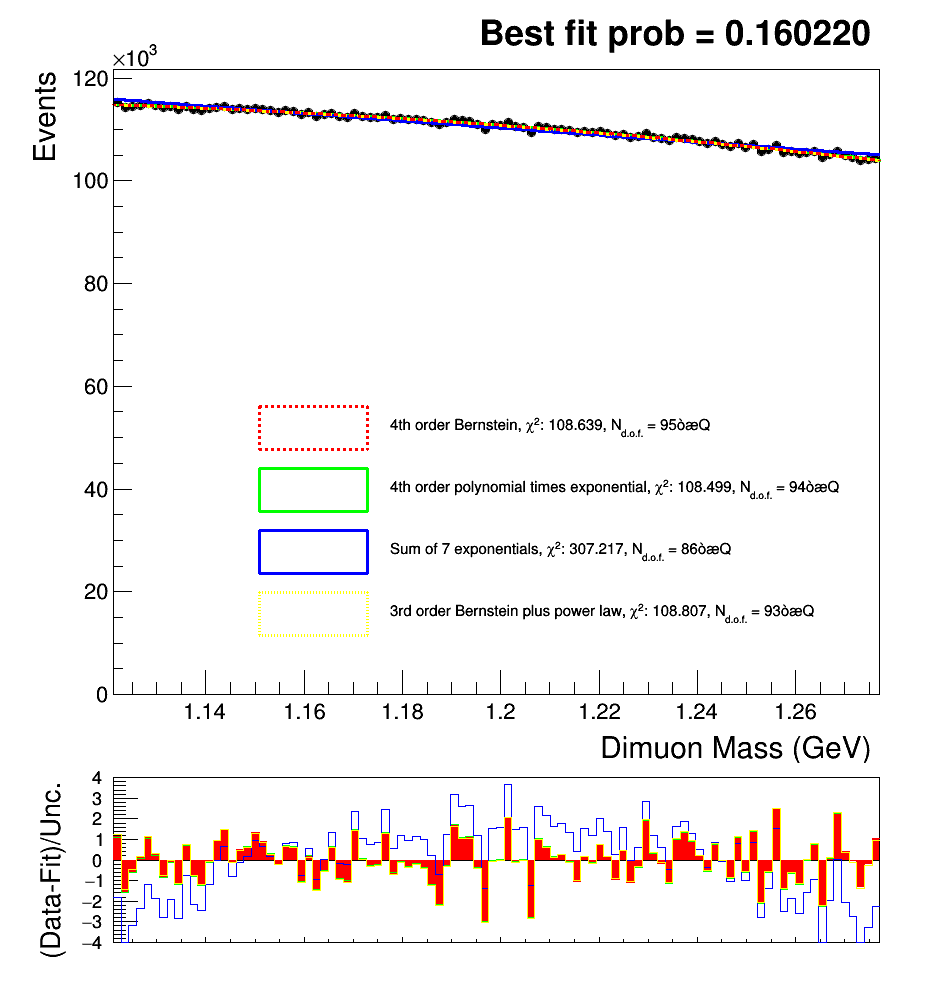 Best fit prob = 0.160220
×10³
Events
120
100
80
60
40
20
0
4th order Bernstein, χ²: 108.639, N_d.o.f. = 95òæQ
4th order polynomial times exponential, χ²: 108.499, N_d.o.f. = 94òæQ
Sum of 7 exponentials, χ²: 307.217, N_d.o.f. = 86òæQ
3rd order Bernstein plus power law, χ²: 108.807, N_d.o.f. = 93òæQ
1.14 1.16 1.18 1.2 1.22 1.24 1.26
Dimuon Mass (GeV)
(Data-Fit)/Unc.
4
3
2
1
0
−1
−2
−3
−4